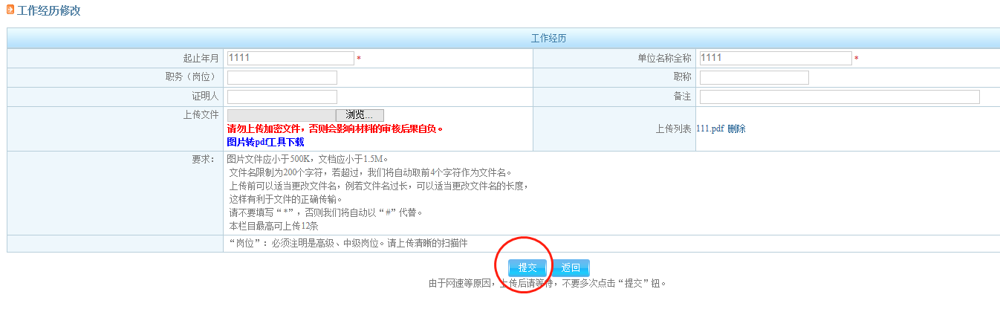 工作经历修改
工作经历
起止年月 1111 * 单位名称全称 1111 *
职务（岗位） 职称
证明人 备注
上传文件 浏览... 上传列表 111.pdf 删除
请勿上传加密文件，否则会影响材料的审核后果自负。
图片转pdf工具下载
要求： 图片文件应小于500K，文档应小于1.5M。
文件名限制为200个字符，若超过，我们将自动取前4个字符作为文件名。
上传前可以适当更改文件名，例若文件名过长，可以适当更改文件名的长度，
这样有利于文件的正确传输。
请不要填写“*”，否则我们将自动以“#”代替。
本栏目最高可上传12条
“岗位”：必须注明是高级、中级岗位。请上传清晰的扫描件
提交 返回
由于网速等原因，上传后请等待，不要多次点击“提交”钮。